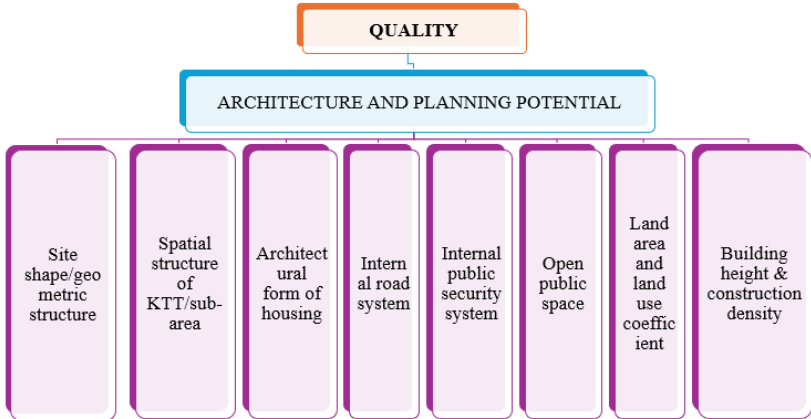 QUALITY
ARCHITECTURE AND PLANNING POTENTIAL
Site
shape/geo
metric
structure
Spatial
structure
of
KTT/sub-
area
Architect
ural
form of
housing
Intern
al road
system
Internal
public
security
system
Open
public
space
Land
area
and
land
use
coeffic
ient
Building
height &
construction
density